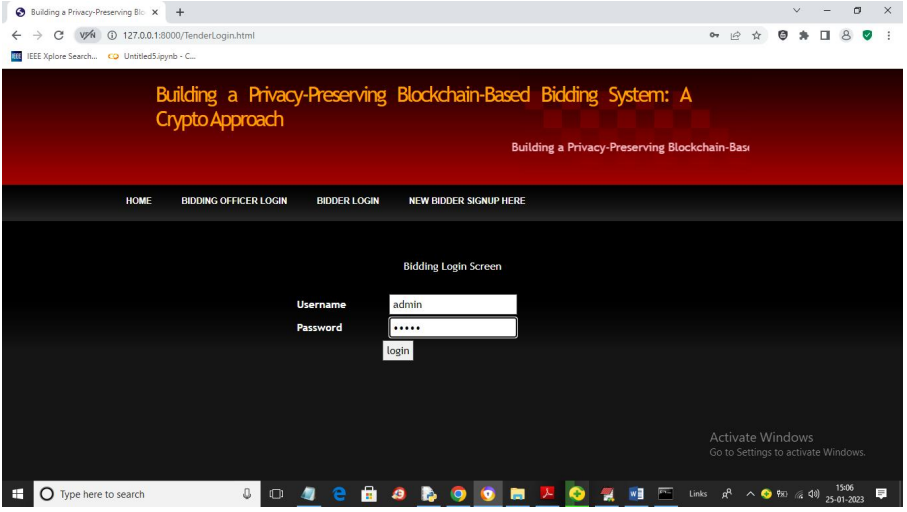 Building a Privacy-Preserving Blo
127.0.0.1:8000/TenderLogin.html
IEEE Xplore Search... Untitled5.ipynb - C...
Building a Privacy-Preserving Blockchain-Based Bidding System: A
Crypto Approach
Building a Privacy-Preserving Blockchain-Base
HOME BIDDING OFFICER LOGIN BIDDER LOGIN NEW BIDDER SIGNUP HERE
Bidding Login Screen
Username admin
Password •••••
login
Activate Windows
Go to Settings to activate Windows.
Type here to search Links 15:06
25-01-2023